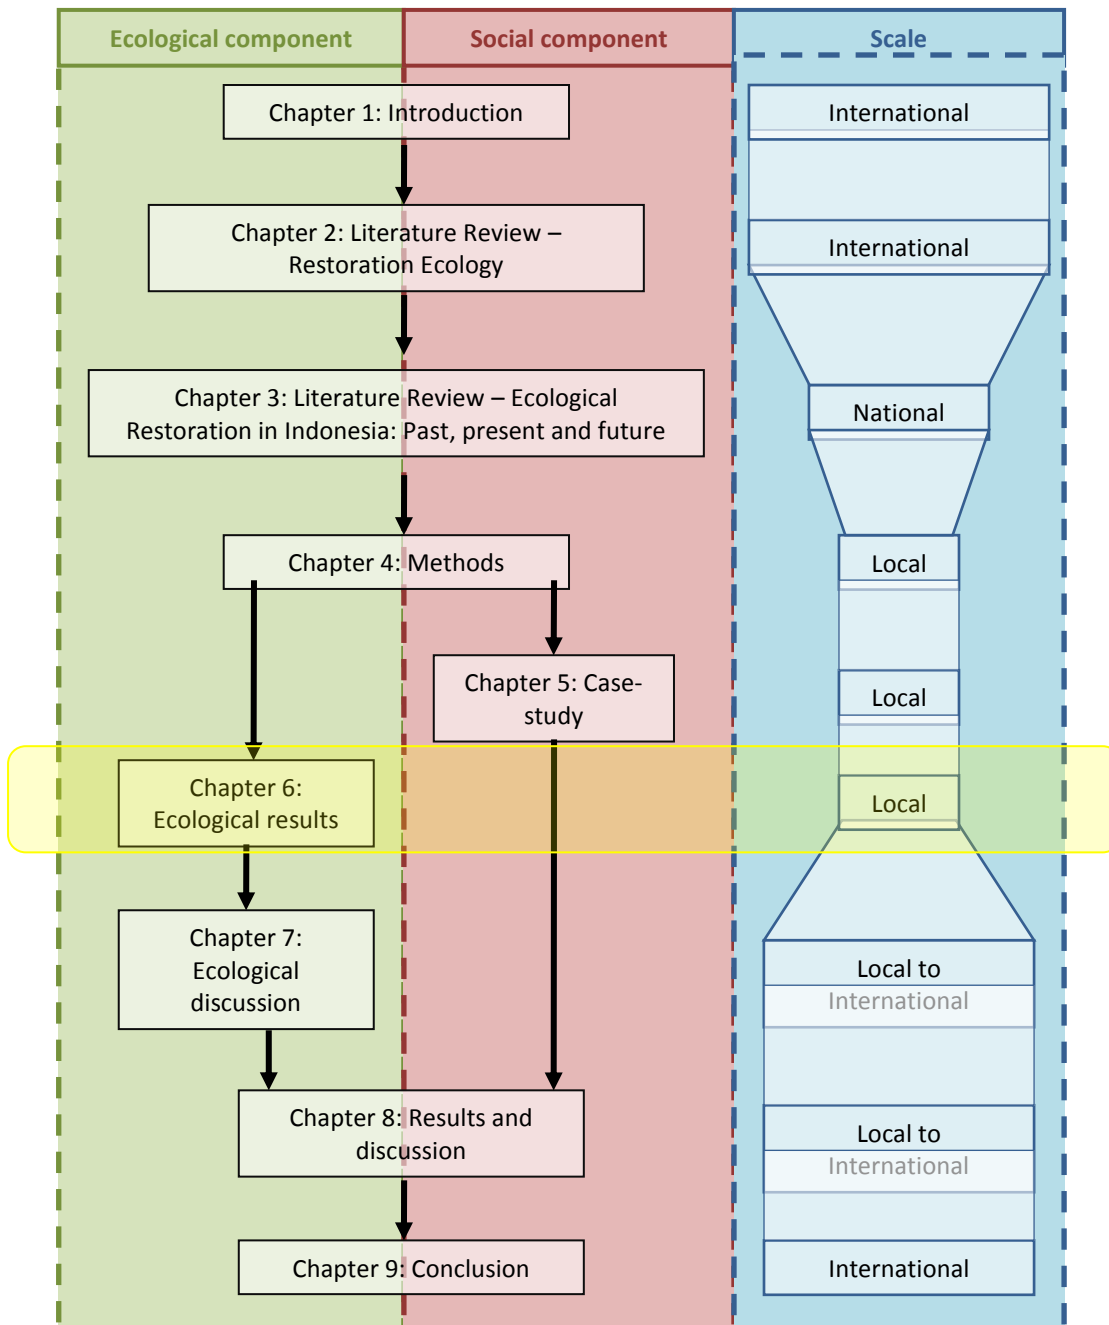 Ecological component
Social component
Scale
Chapter 1: Introduction
International
Chapter 2: Literature Review –
Restoration Ecology
International
Chapter 3: Literature Review – Ecological
Restoration in Indonesia: Past, present and future
National
Chapter 4: Methods
Local
Chapter 5: Case-
study
Local
Chapter 6:
Ecological results
Local
Chapter 7:
Ecological
discussion
Local to
International
Chapter 8: Results and
discussion
Local to
International
Chapter 9: Conclusion
International